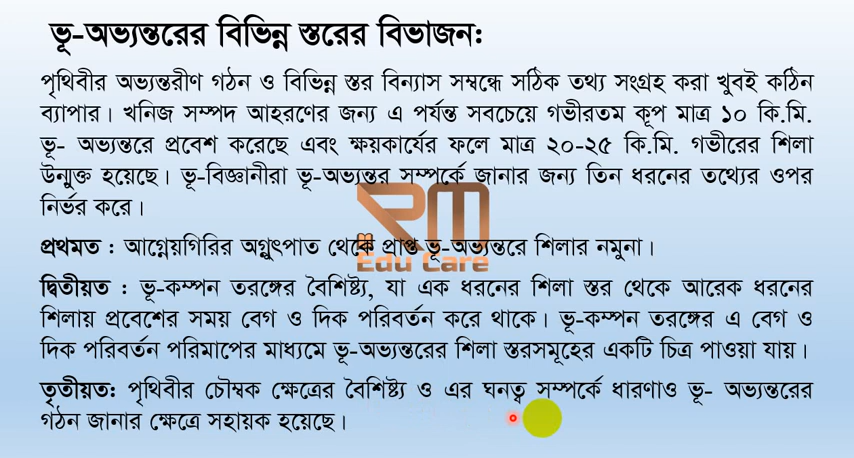 ভূ-অভ্যন্তরের বিভিন্ন স্তরের বিভাজন:
পৃথিবীর অভ্যন্তরীণ গঠন ও বিভিন্ন স্তর বিন্যাস সম্বন্ধে সঠিক তথ্য সংগ্রহ করা খুবই কঠিন
ব্যাপার। খনিজ সম্পদ আহরণের জন্য এ পর্যন্ত সবচেয়ে গভীরতম কূপ মাত্র ১০ কি.মি.
ভূ- অভ্যন্তরে প্রবেশ করেছে এবং ক্ষয়কার্যের ফলে মাত্র ২০-২৫ কি.মি. গভীরের শিলা
উন্মুক্ত হয়েছে। ভূ-বিজ্ঞানীরা ভূ-অভ্যন্তর সম্পর্কে জানার জন্য তিন ধরনের তথ্যের ওপর
নির্ভর করে।
RM
প্রথমত : আগ্নেয়গিরির অগ্ন্যুৎপাত থেকে প্রাপ্ত ভূ-অভ্যন্তরে শিলার নমুনা।
Edu Care
দ্বিতীয়ত : ভূ-কম্পন তরঙ্গের বৈশিষ্ট্য, যা এক ধরনের শিলা স্তর থেকে আরেক ধরনের
শিলায় প্রবেশের সময় বেগ ও দিক পরিবর্তন করে থাকে। ভূ-কম্পন তরঙ্গের এ বেগ ও
দিক পরিবর্তন পরিমাপের মাধ্যমে ভূ-অভ্যন্তরের শিলা স্তরসমূহের একটি চিত্র পাওয়া যায়।
তৃতীয়ত: পৃথিবীর চৌম্বক ক্ষেত্রের বৈশিষ্ট্য ও এর ঘনত্ব সম্পর্কে ধারণাও ভূ- অভ্যন্তরের
গঠন জানার ক্ষেত্রে সহায়ক হয়েছে।